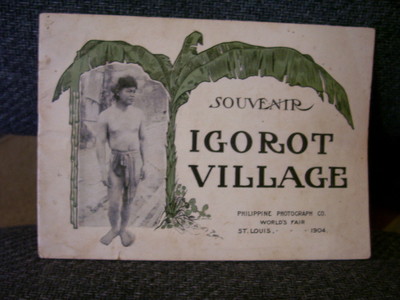 SOUVENIR
IGOROT
VILLAGE
PHILIPPINE PHOTOGRAPH CO.
WORLD'S FAIR
ST. LOUIS, - - - 1904.